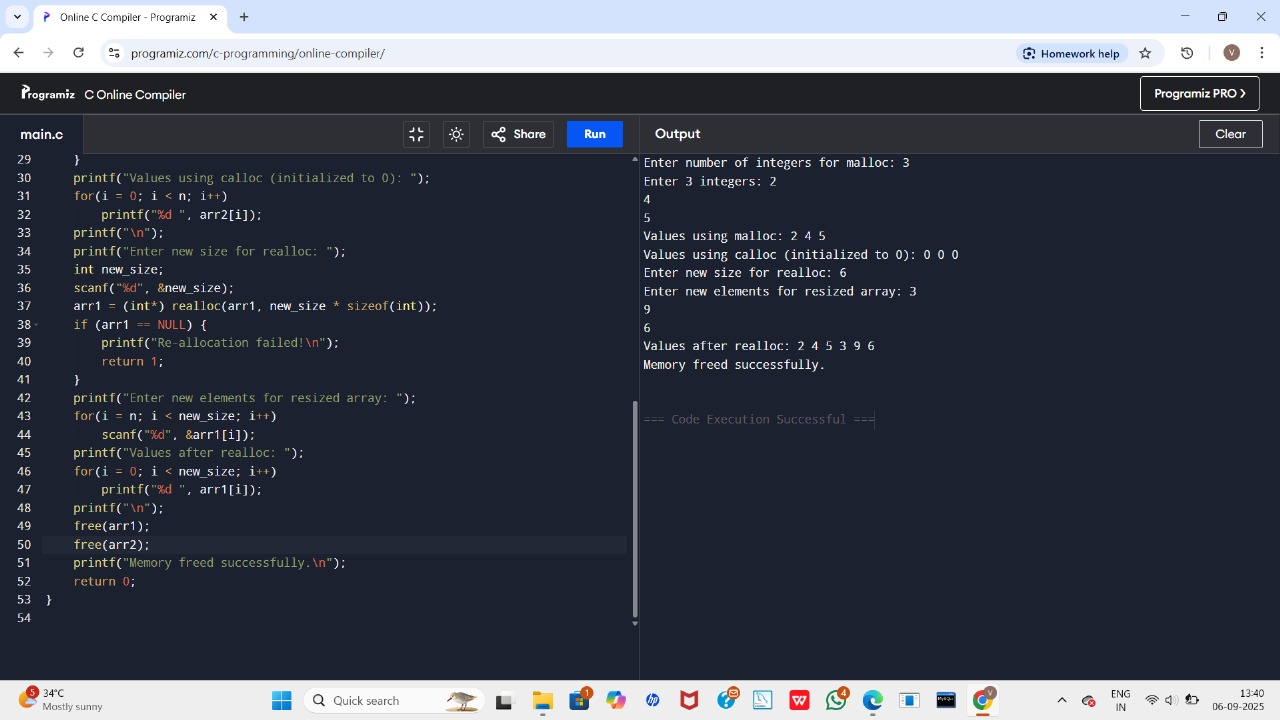 Online C Compiler - Programiz
programiz.com/c-programming/online-compiler/
Homework help
V
Programiz C Online Compiler
Programiz PRO
main.c
Share
Run
Output
Clear
29 }
30 printf("Values using calloc (initialized to 0): ");
31 for(i = 0; i < n; i++)
32 printf("%d ", arr2[i]);
33 printf("\n");
34 printf("Enter new size for realloc: ");
35 int new_size;
36 scanf("%d", &new_size);
37 arr1 = (int*) realloc(arr1, new_size * sizeof(int));
38 if (arr1 == NULL) {
39 printf("Re-allocation failed!\n");
40 return 1;
41 }
42 printf("Enter new elements for resized array: ");
43 for(i = n; i < new_size; i++)
44 scanf("%d", &arr1[i]);
45 printf("Values after realloc: ");
46 for(i = 0; i < new_size; i++)
47 printf("%d ", arr1[i]);
48 printf("\n");
49 free(arr1);
50 free(arr2);
51 printf("Memory freed successfully.\n");
52 return 0;
53 }
54
Enter number of integers for malloc: 3
Enter 3 integers: 2
4
5
Values using malloc: 2 4 5
Values using calloc (initialized to 0): 0 0 0
Enter new size for realloc: 6
Enter new elements for resized array: 3
9
6
Values after realloc: 2 4 5 3 9 6
Memory freed successfully.
=== Code Execution Successful ===
5
34°C
Mostly sunny
Quick search
1
hp
W
4
MySQL
V
ENG
IN
13:40
06-09-2025